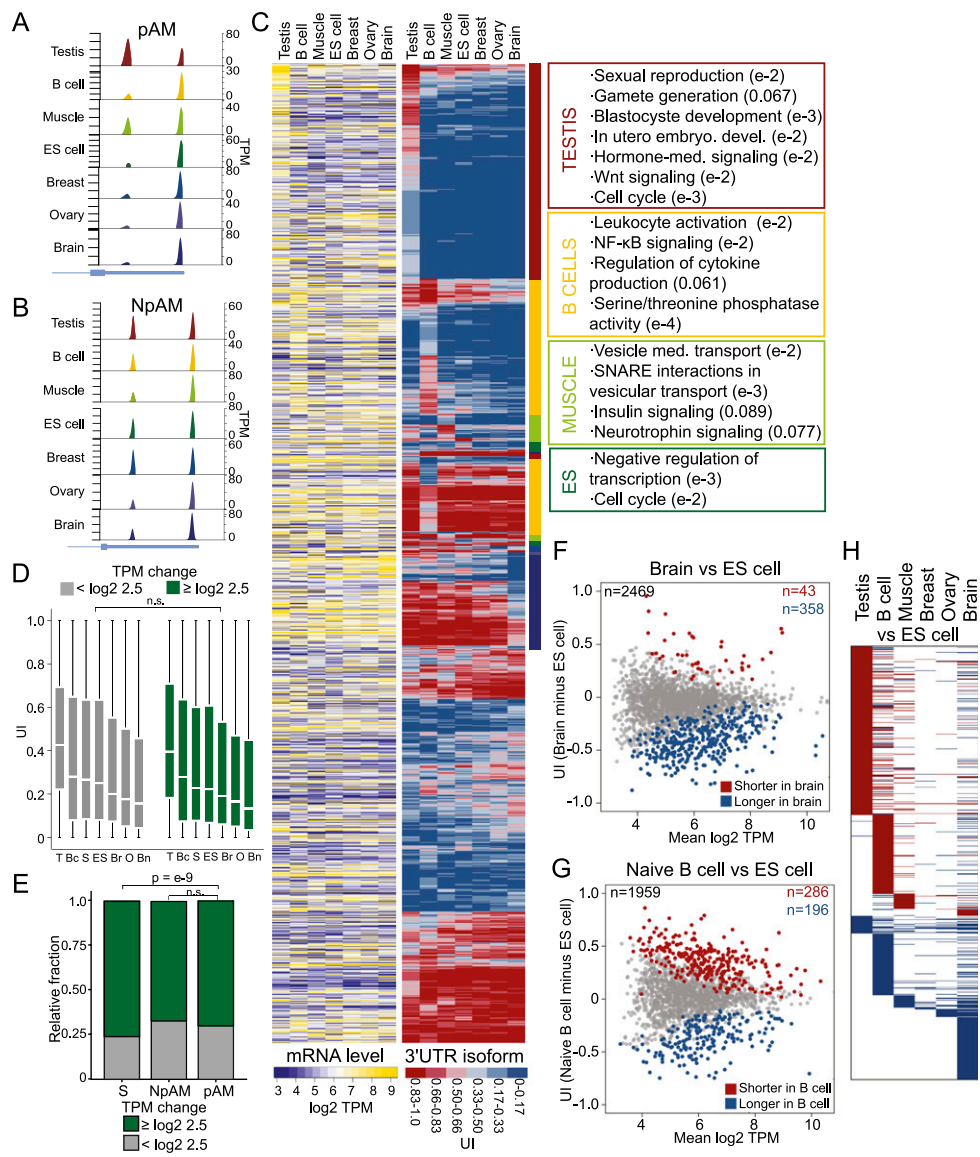 A
pAM
Testis
B cell
Muscle
ES cell
Breast
Ovary
Brain
80
0
30
0
40
0
60
0
80
0
40
0
80
0
TPM
B
NpAM
Testis
B cell
Muscle
ES cell
Breast
Ovary
Brain
60
0
40
0
80
0
80
0
60
0
80
0
80
0
TPM
C
Testis
B cell
Muscle
ES cell
Breast
Ovary
Brain
Testis
B cell
Muscle
ES cell
Breast
Ovary
Brain
mRNA level
3 4 5 6 7 8 9
log2 TPM
3'UTR isoform
0.83-1.0
0.66-0.83
0.50-0.66
0.33-0.50
0.17-0.33
0-0.17
UI
TESTIS
·Sexual reproduction (e-2)
·Gamete generation (0.067)
·Blastocyste development (e-3)
·In utero embryo. devel. (e-2)
·Hormone-med. signaling (e-2)
·Wnt signaling (e-2)
·Cell cycle (e-3)
B CELLS
·Leukocyte activation (e-2)
·NF-κB signaling (e-2)
·Regulation of cytokine
production (0.061)
·Serine/threonine phosphatase
activity (e-4)
MUSCLE
·Vesicle med. transport (e-2)
·SNARE interactions in
vesicular transport (e-3)
·Insulin signaling (0.089)
·Neurotrophin signaling (0.077)
ES
·Negative regulation of
transcription (e-3)
·Cell cycle (e-2)
D
TPM change
< log2 2.5
≥ log2 2.5
n.s.
1.0
0.8
0.6
0.4
0.2
0
UI
T Bc S ES Br O Bn
T Bc S ES Br O Bn
E
p = e-9
n.s.
1.0
0.75
0.50
0.25
0
Relative fraction
S NpAM pAM
TPM change
≥ log2 2.5
< log2 2.5
F
Brain vs ES cell
n=2469
n=43
n=358
1.0
0.5
0
-0.5
-1.0
UI (Brain minus ES cell)
Shorter in brain
Longer in brain
4 6 8 10
Mean log2 TPM
G
Naive B cell vs ES cell
n=1959
n=286
n=196
1.0
0.5
0
-0.5
-1.0
UI (Naive B cell minus ES cell)
Shorter in B cell
Longer in B cell
4 6 8 10
Mean log2 TPM
H
Testis
B cell
Muscle
Breast
Ovary
Brain
vs ES cell